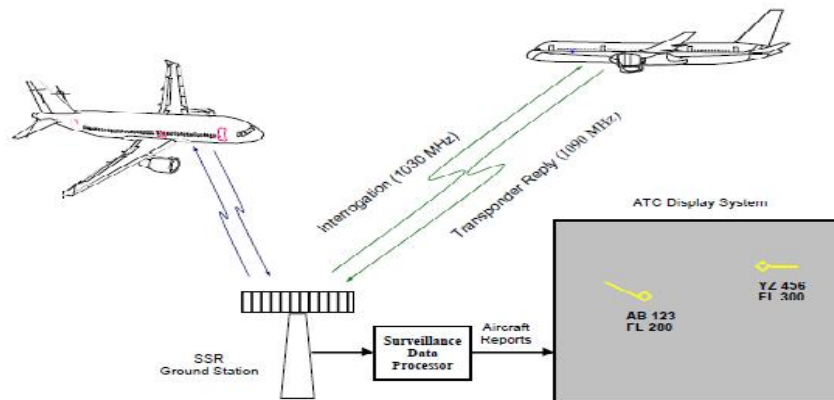 Interrogation (1030 MHz)
Transponder Reply (1090 MHz)
ATC Display System
YZ 456
FL 300
AB 123
FL 280
SSR
Ground Station
Surveillance
Data
Processor
Aircraft
Reports